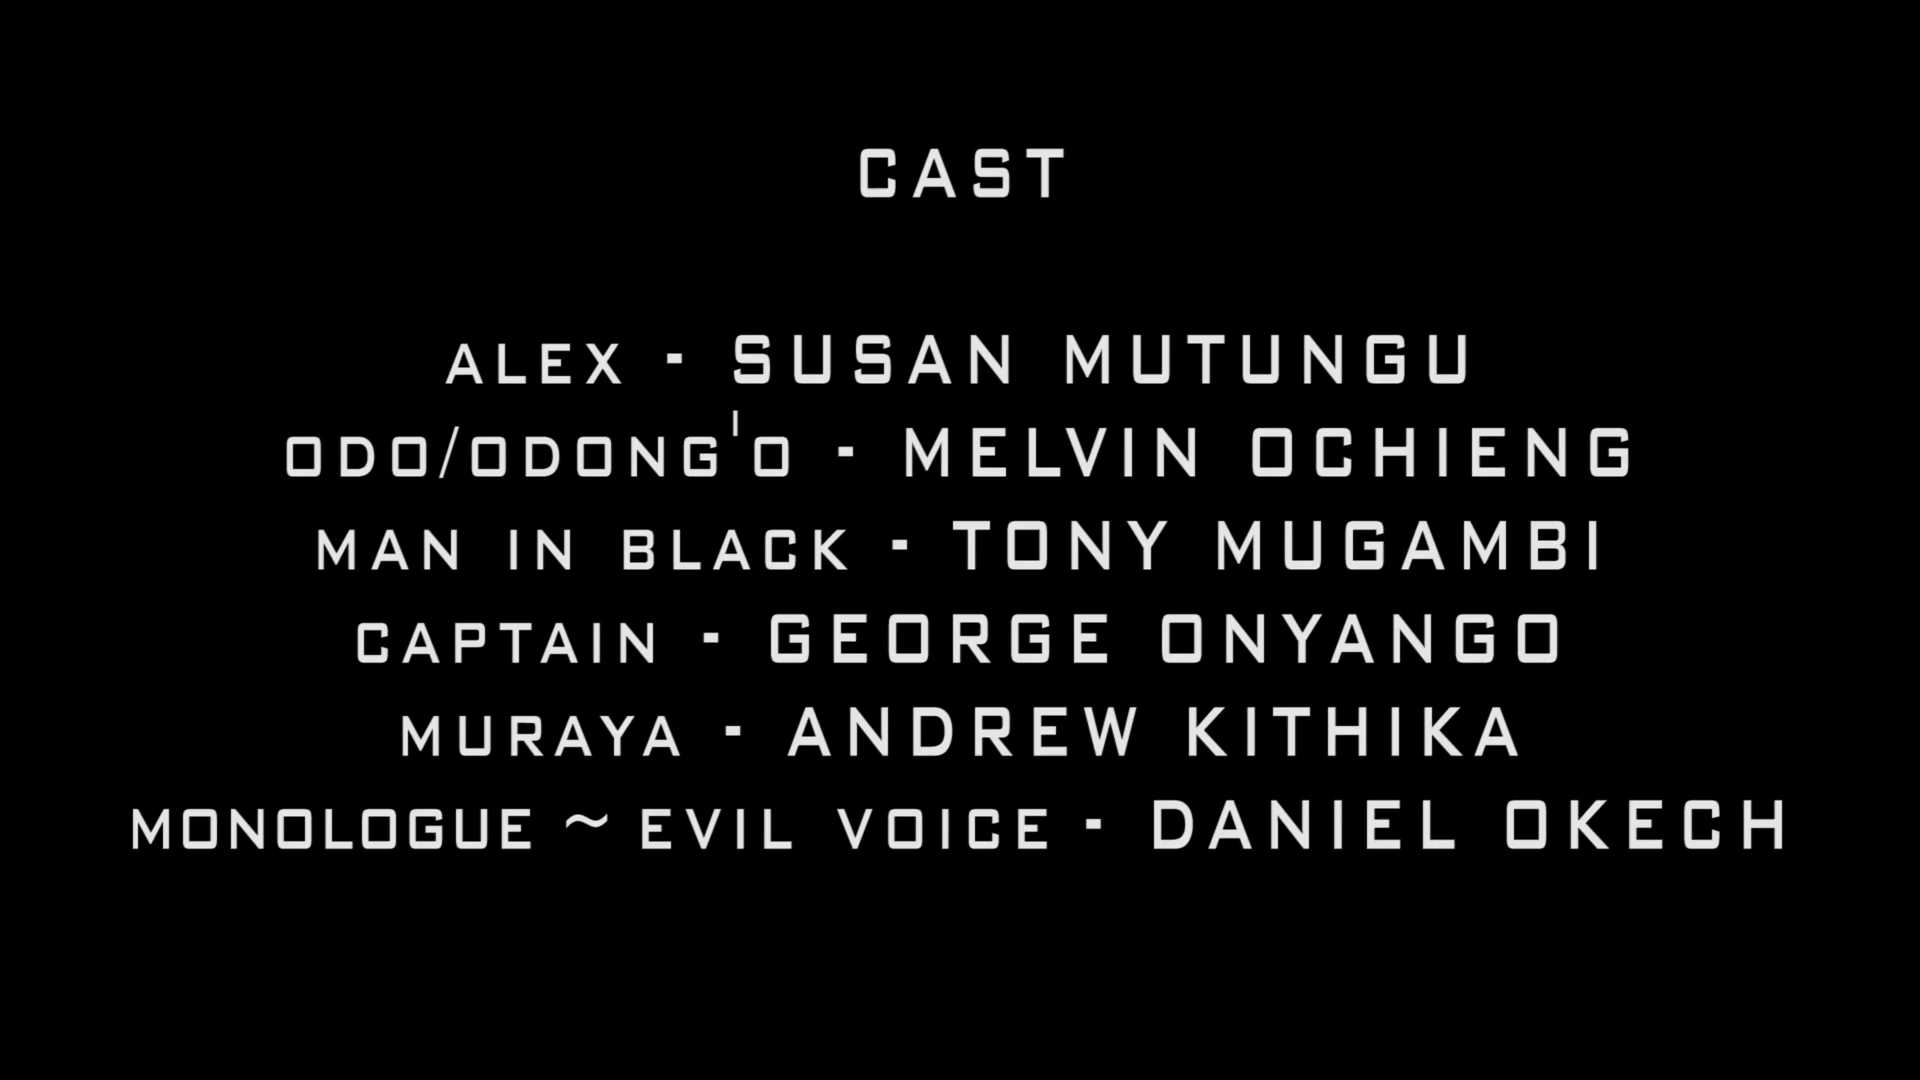 CAST
ALEX - SUSAN MUTUNGU
ODO/ODONG'O - MELVIN OCHIENG
MAN IN BLACK - TONY MUGAMBI
CAPTAIN - GEORGE ONYANGO
MURAYA - ANDREW KITHIKA
MONOLOGUE ~ EVIL VOICE - DANIEL OKECH